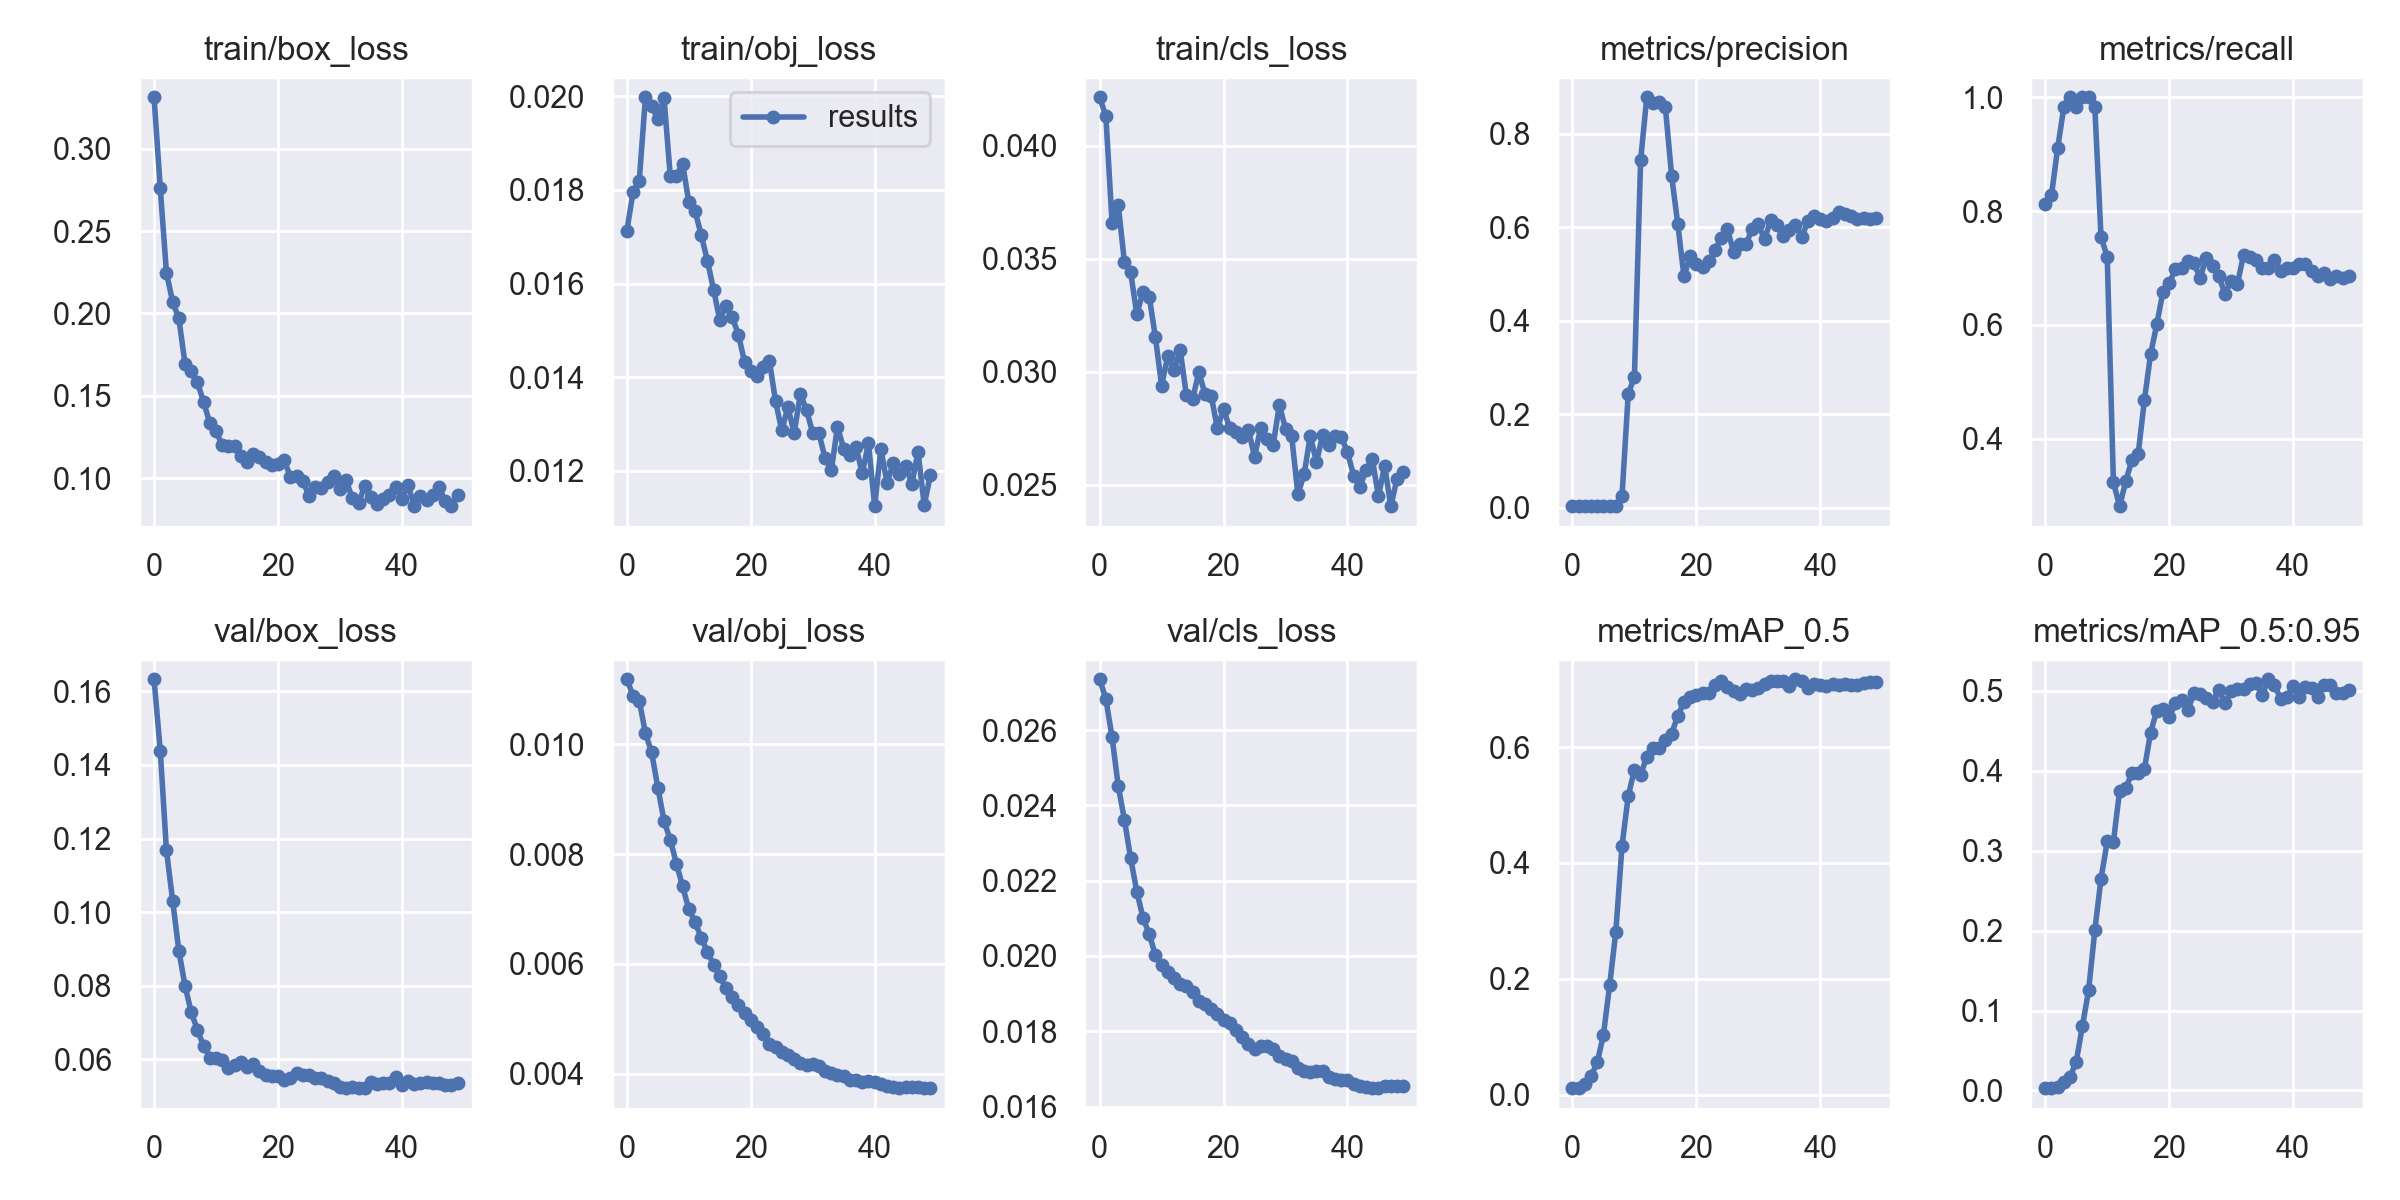 train/box_loss
0.30
0.25
0.20
0.15
0.10
0 20 40
train/obj_loss
results
0.020
0.018
0.016
0.014
0.012
0 20 40
train/cls_loss
0.040
0.035
0.030
0.025
0 20 40
metrics/precision
0.8
0.6
0.4
0.2
0.0
0 20 40
metrics/recall
1.0
0.8
0.6
0.4
0 20 40
val/box_loss
0.16
0.14
0.12
0.10
0.08
0.06
0 20 40
val/obj_loss
0.010
0.008
0.006
0.004
0 20 40
val/cls_loss
0.026
0.024
0.022
0.020
0.018
0.016
0 20 40
metrics/mAP_0.5
0.6
0.4
0.2
0.0
0 20 40
metrics/mAP_0.5:0.95
0.5
0.4
0.3
0.2
0.1
0.0
0 20 40